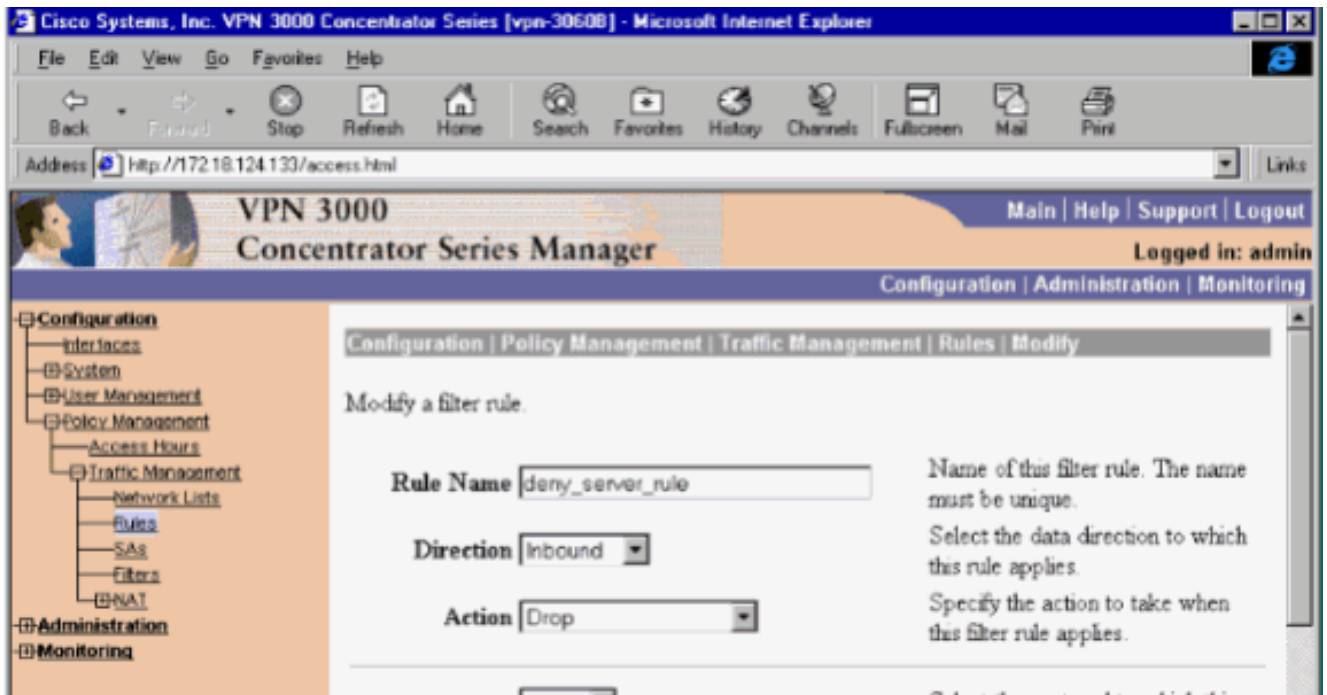 Cisco Systems, Inc. VPN 3000 Concentrator Series [vpn-3060B] - Microsoft Internet Explorer
File Edit View Go Favorites Help
Back Forward Stop Refresh Home Search Favorites History Channels Fullscreen Mail Print
Address http://172.18.124.133/access.html Links
VPN 3000
Concentrator Series Manager
Main | Help | Support | Logout
Logged in: admin
Configuration | Administration | Monitoring
Configuration
Interfaces
System
User Management
Policy Management
Access Hours
Traffic Management
Network Lists
Rules
SAs
Filters
NAT
Administration
Monitoring
Configuration | Policy Management | Traffic Management | Rules | Modify
Modify a filter rule.
Rule Name deny_server_rule
Name of this filter rule. The name
must be unique.
Direction Inbound
Select the data direction to which
this rule applies.
Action Drop
Specify the action to take when
this filter rule applies.